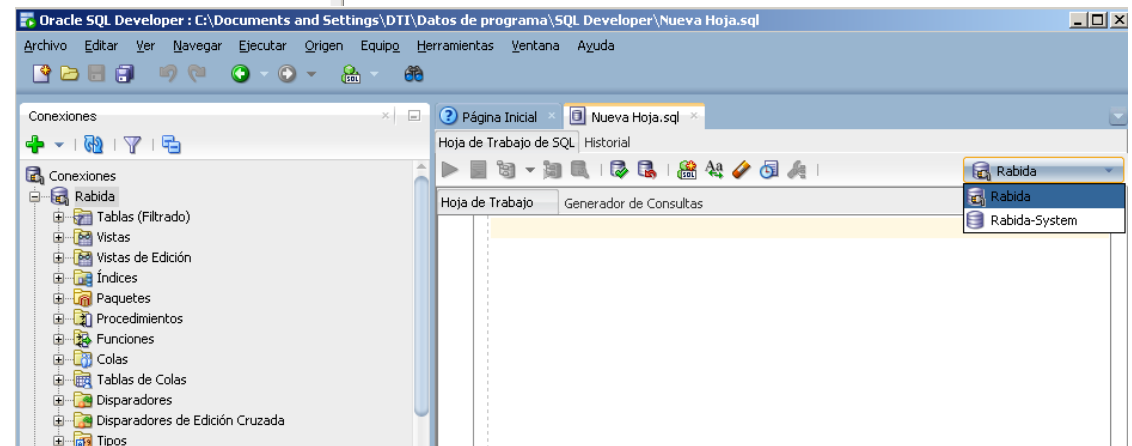 Oracle SQL Developer : C:\Documents and Settings\DTI\Datos de programa\SQL Developer\Nueva Hoja.sql
Archivo Editar Ver Navegar Ejecutar Origen Equipo Herramientas Ventana Ayuda
Conexiones
Página Inicial Nueva Hoja.sql
Hoja de Trabajo de SQL Historial
Rabida
Hoja de Trabajo Generador de Consultas
Rabida
Rabida-System
Conexiones
Rabida
Tablas (Filtrado)
Vistas
Vistas de Edición
Índices
Paquetes
Procedimientos
Funciones
Colas
Tablas de Colas
Disparadores
Disparadores de Edición Cruzada
Tipos